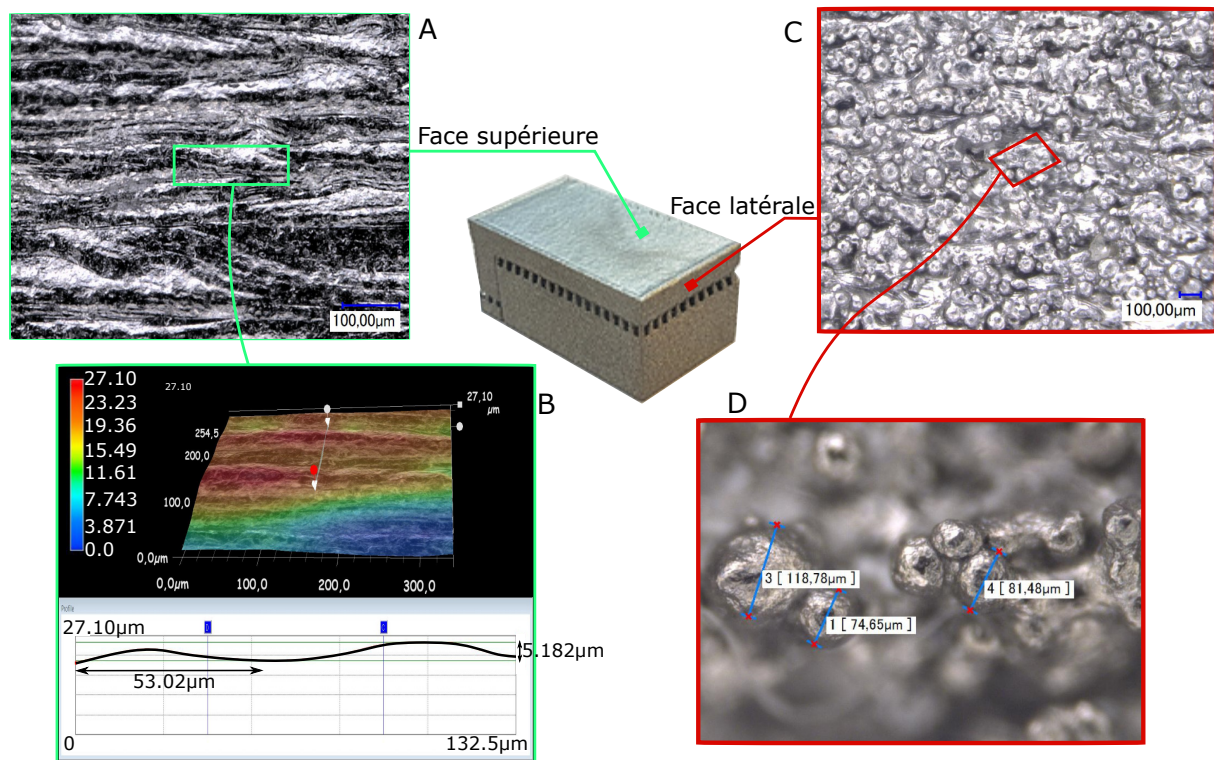 A
C
Face supérieure
Face latérale
100,00µm
100,00µm
B
D
27.10
23.23
19.36
15.49
11.61
7.743
3.871
0.0
27.10
27,10
µm
254,5
200,0
100,0
0,0µm
0,0µm
100,0
200,0
300,0
Profile
27.10µm
5.182µm
53.02µm
0
132.5µm
3 [ 118,78µm ]
1 [ 74,65µm ]
4 [ 81,48µm ]